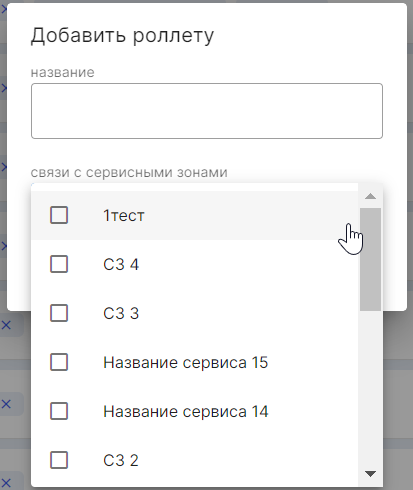 Добавить роллету
название
связи с сервисными зонами
1тест
СЗ 4
СЗ 3
Название сервиса 15
Название сервиса 14
СЗ 2